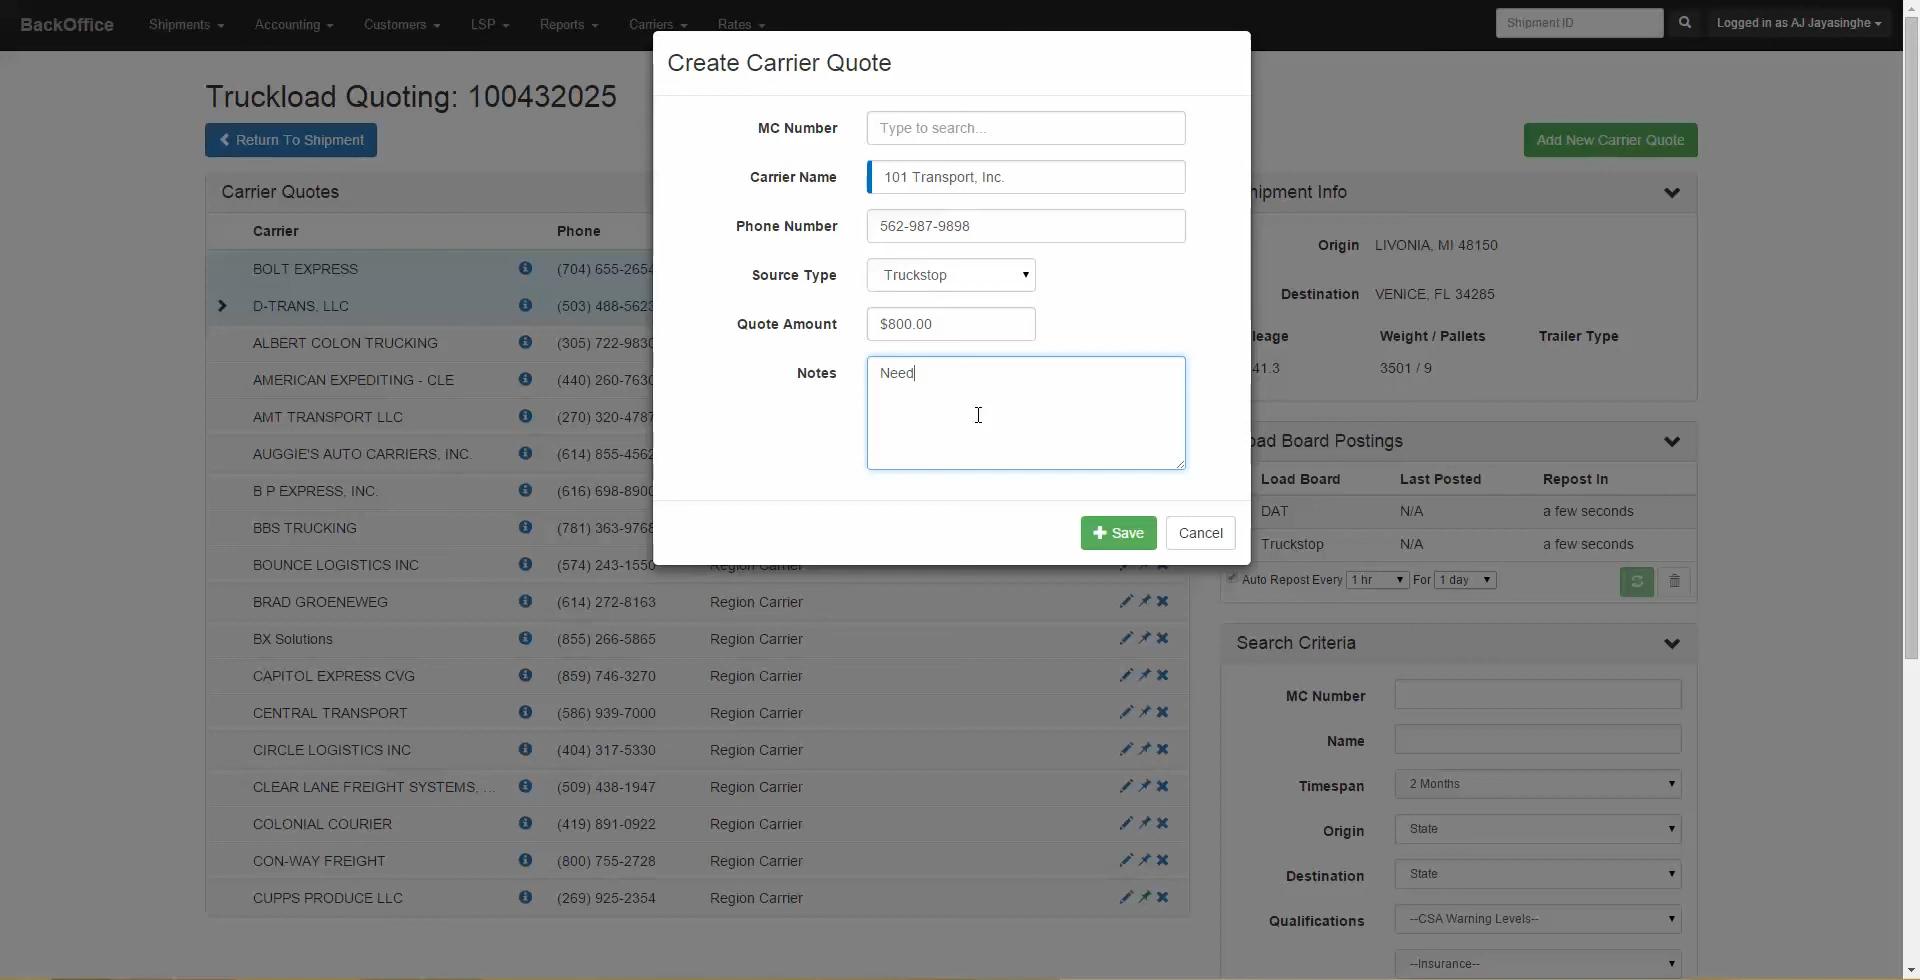 BackOffice Shipments Accounting Customers LSP Reports Carriers Rates Shipment ID Logged in as AJ Jayasinghe
Create Carrier Quote
Truckload Quoting: 100432025
Return To Shipment
Add New Carrier Quote
MC Number Type to search...
Carrier Name 101 Transport, Inc.
Phone Number 562-987-9898
Source Type Truckstop
Quote Amount $800.00
Notes Need
Save Cancel
Carrier Quotes
Carrier Phone
BOLT EXPRESS (704) 655-2654
D-TRANS, LLC (503) 488-5623
ALBERT COLON TRUCKING (305) 722-9830
AMERICAN EXPEDITING - CLE (440) 260-7630
AMT TRANSPORT LLC (270) 320-4787
AUGGIE'S AUTO CARRIERS, INC. (614) 855-4562
B P EXPRESS, INC. (616) 698-8900
BBS TRUCKING (781) 363-9768
BOUNCE LOGISTICS INC (574) 243-1550 Region Carrier
BRAD GROENEWEG (614) 272-8163 Region Carrier
BX Solutions (855) 266-5865 Region Carrier
CAPITOL EXPRESS CVG (859) 746-3270 Region Carrier
CENTRAL TRANSPORT (586) 939-7000 Region Carrier
CIRCLE LOGISTICS INC (404) 317-5330 Region Carrier
CLEAR LANE FREIGHT SYSTEMS, ... (509) 438-1947 Region Carrier
COLONIAL COURIER (419) 891-0922 Region Carrier
CON-WAY FREIGHT (800) 755-2728 Region Carrier
CUPPS PRODUCE LLC (269) 925-2354 Region Carrier
hipment Info
Origin LIVONIA, MI 48150
Destination VENICE, FL 34285
leage Weight / Pallets Trailer Type
41.3 3501 / 9
oad Board Postings
Load Board Last Posted Repost In
DAT N/A a few seconds
Truckstop N/A a few seconds
Auto Repost Every 1 hr For 1 day
Search Criteria
MC Number
Name
Timespan 2 Months
Origin State
Destination State
Qualifications --CSA Warning Levels--
--Insurance--